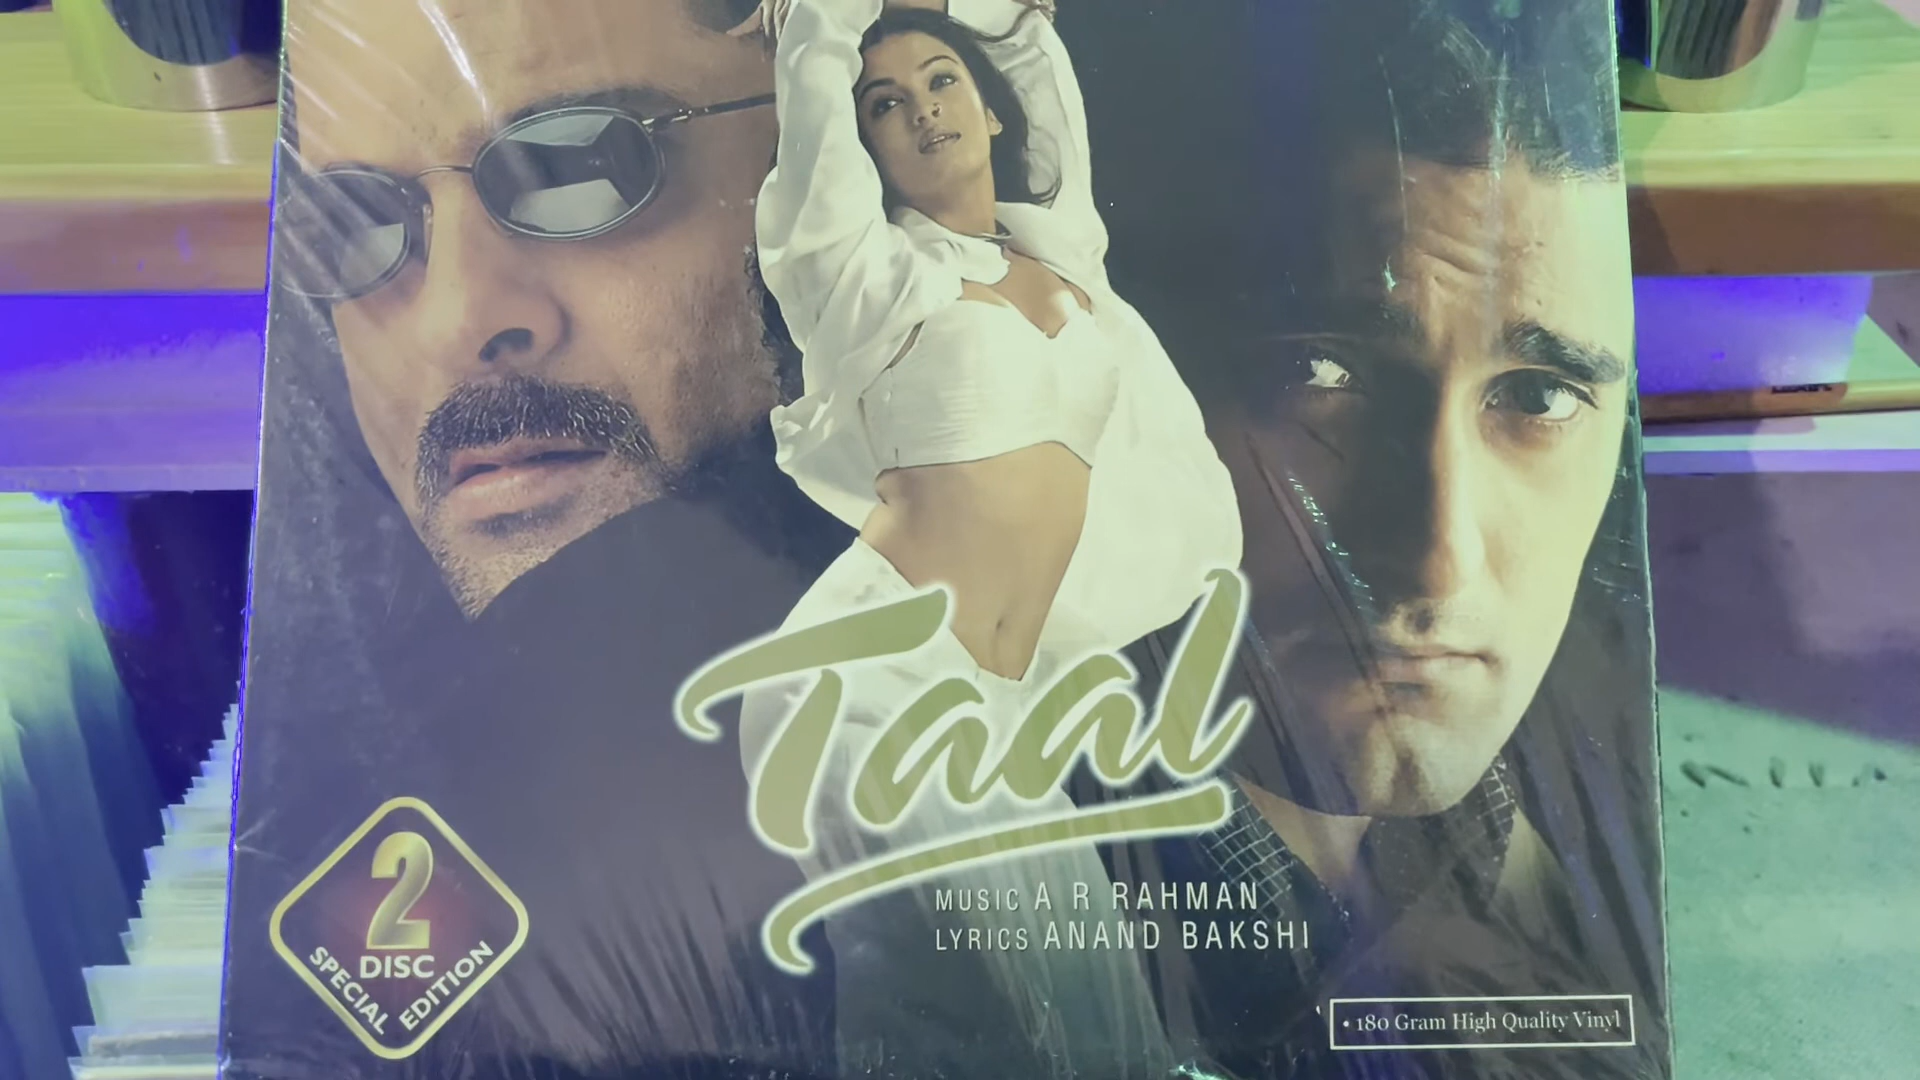 Taal
MUSIC A R RAHMAN
LYRICS ANAND BAKSHI
2
DISC
SPECIAL EDITION
• 180 Gram High Quality Vinyl